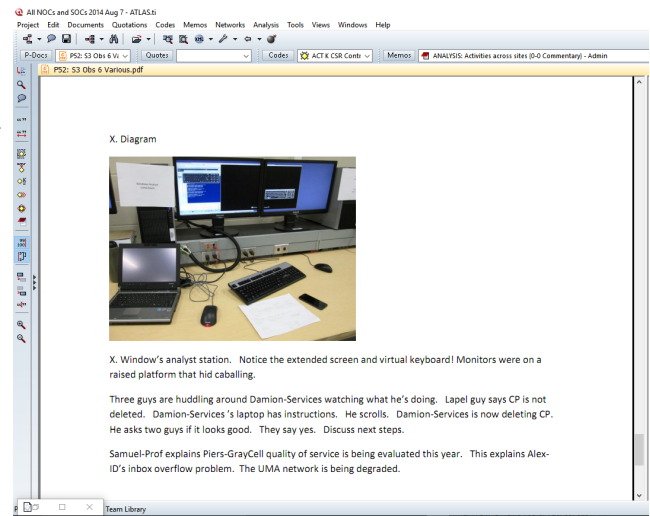 All NOCs and SOCs 2014 Aug 7 - ATLAS.ti
Project Edit Documents Quotations Codes Memos Networks Analysis Tools Views Windows Help
P-Docs P52: S3 Obs 6 Vi Quotes Codes ACT K CSR Contr Memos ANALYSIS: Activities across sites (0-0 Commentary) - Admin
P52: S3 Obs 6 Various.pdf
X. Diagram
X. Window's analyst station. Notice the extended screen and virtual keyboard! Monitors were on a
raised platform that hid caballing.
Three guys are huddling around Damion-Services watching what he's doing. Lapel guy says CP is not
deleted. Damion-Services 's laptop has instructions. He scrolls. Damion-Services is now deleting CP.
He asks two guys if it looks good. They say yes. Discuss next steps.
Samuel-Prof explains Piers-GrayCell quality of service is being evaluated this year. This explains Alex-
ID's inbox overflow problem. The UMA network is being degraded.
Team Library